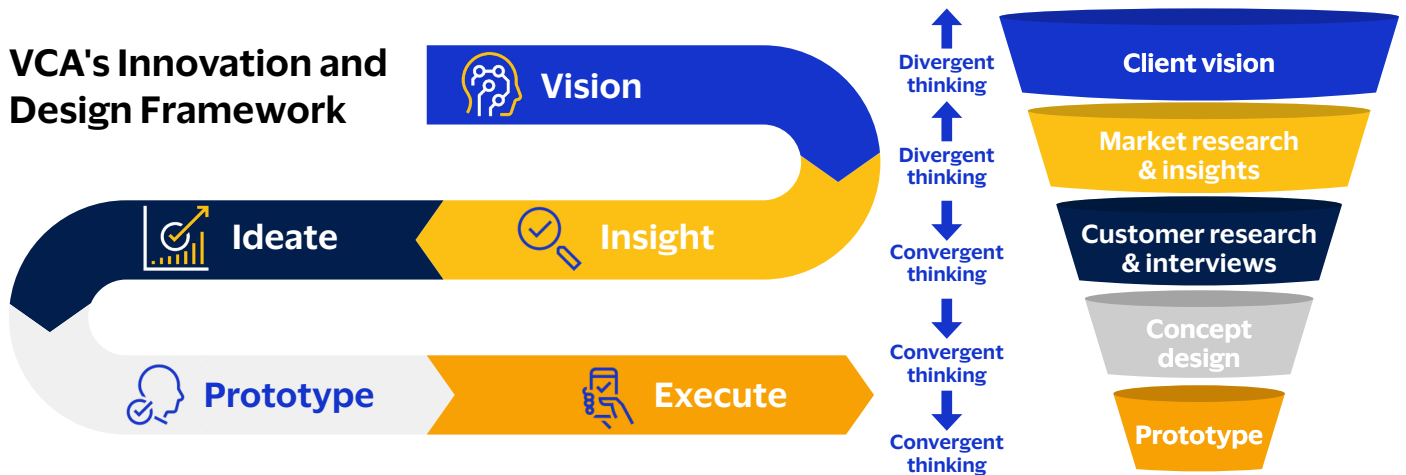 VCA's Innovation and
Design Framework
Vision
Insight
Ideate
Prototype
Execute
Divergent
thinking
Divergent
thinking
Convergent
thinking
Convergent
thinking
Convergent
thinking
Client vision
Market research
& insights
Customer research
& interviews
Concept
design
Prototype